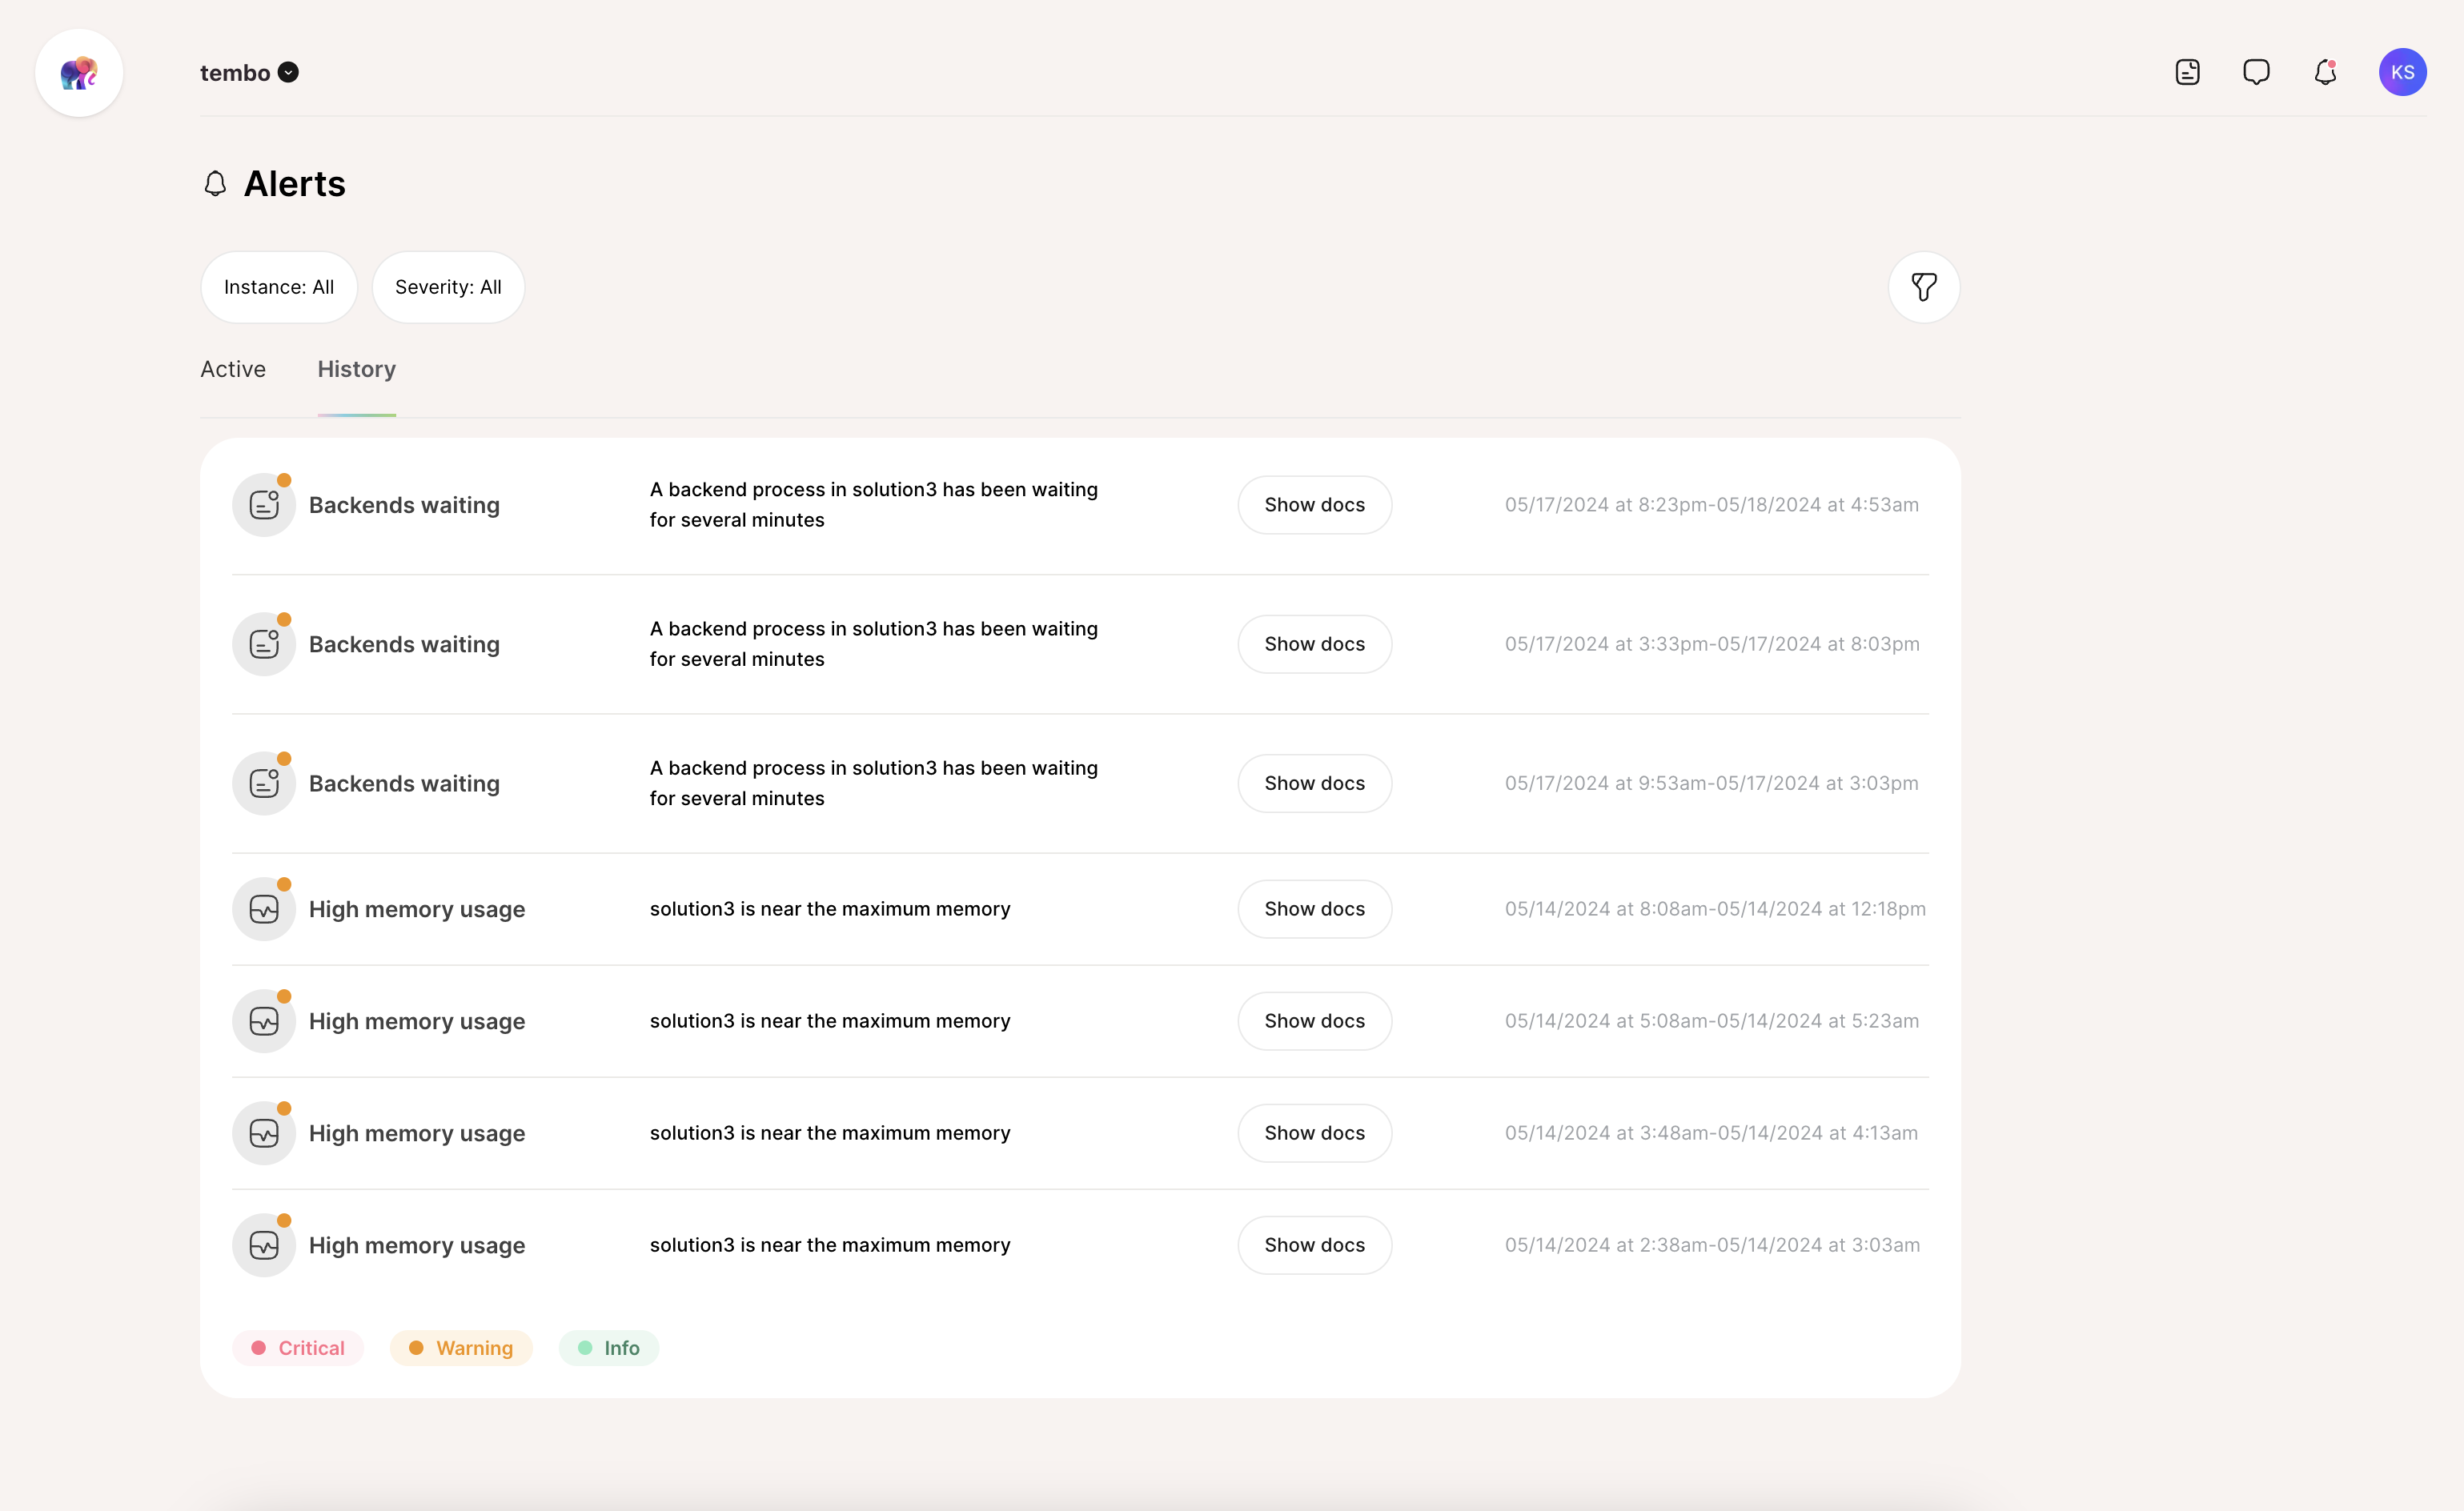 tembo
KS
Alerts
Instance: All
Severity: All
Active
History
Backends waiting
A backend process in solution3 has been waiting
for several minutes
Show docs
05/17/2024 at 8:23pm-05/18/2024 at 4:53am
Backends waiting
A backend process in solution3 has been waiting
for several minutes
Show docs
05/17/2024 at 3:33pm-05/17/2024 at 8:03pm
Backends waiting
A backend process in solution3 has been waiting
for several minutes
Show docs
05/17/2024 at 9:53am-05/17/2024 at 3:03pm
High memory usage
solution3 is near the maximum memory
Show docs
05/14/2024 at 8:08am-05/14/2024 at 12:18pm
High memory usage
solution3 is near the maximum memory
Show docs
05/14/2024 at 5:08am-05/14/2024 at 5:23am
High memory usage
solution3 is near the maximum memory
Show docs
05/14/2024 at 3:48am-05/14/2024 at 4:13am
High memory usage
solution3 is near the maximum memory
Show docs
05/14/2024 at 2:38am-05/14/2024 at 3:03am
Critical
Warning
Info